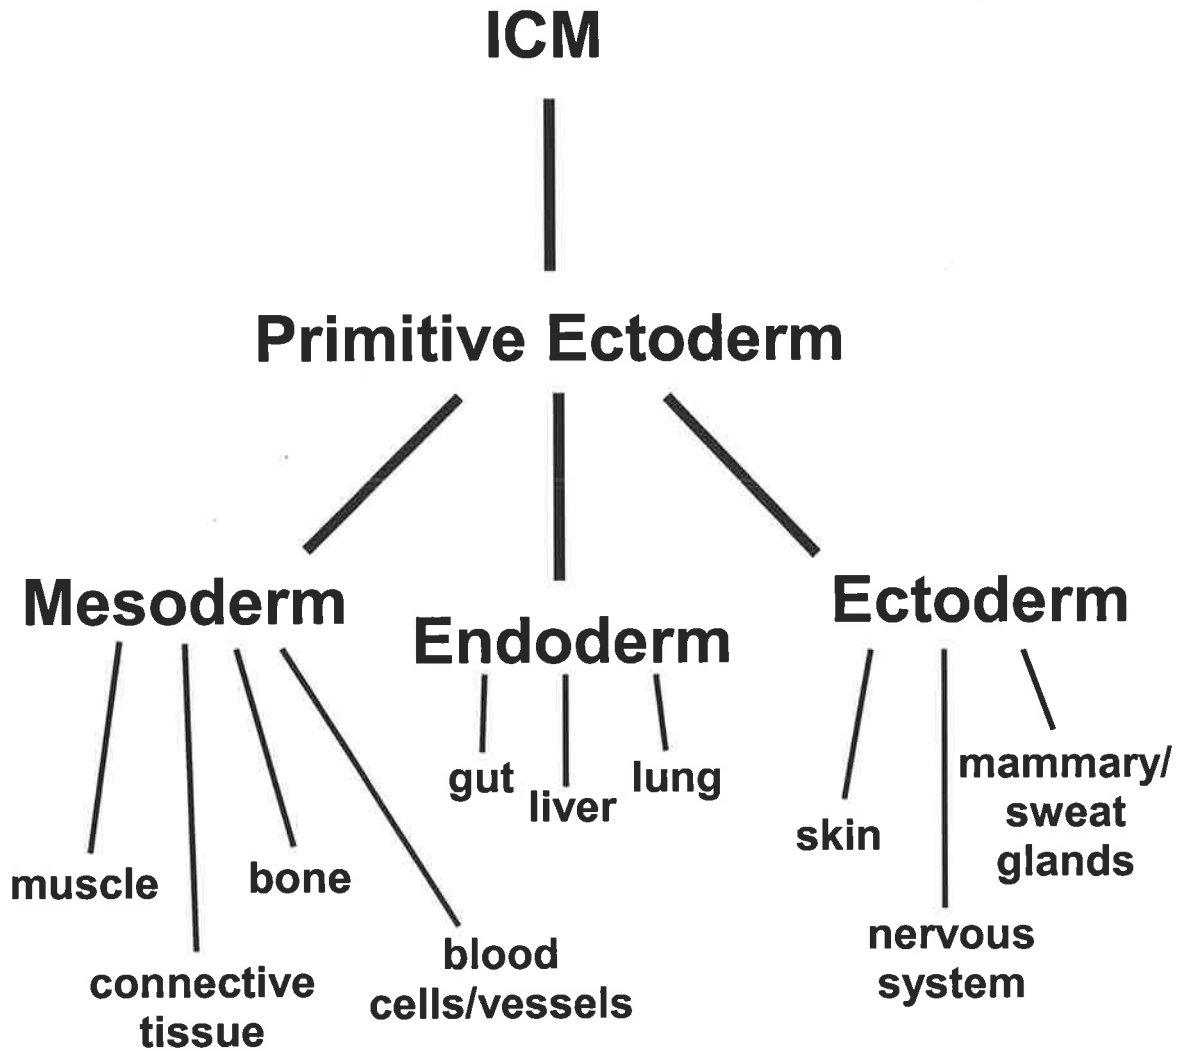 ICM
Primitive Ectoderm
Mesoderm
Endoderm
Ectoderm
muscle
connective
tissue
bone
blood
cells/vessels
gut
liver
lung
skin
nervous
system
mammary/
sweat
glands